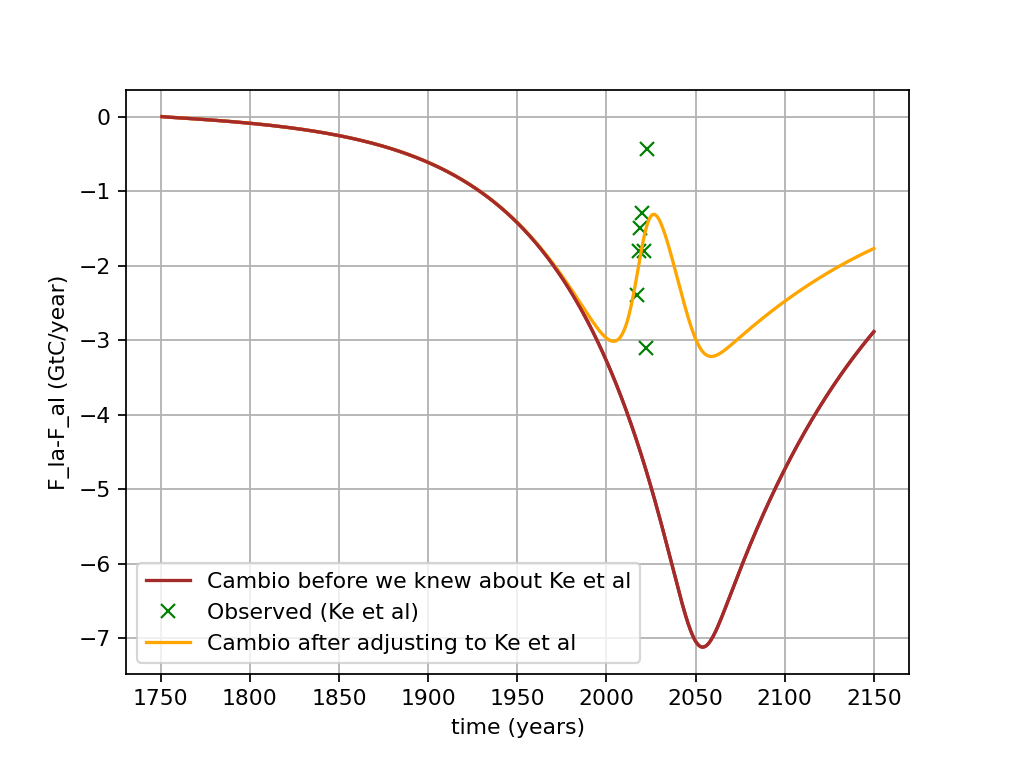 0
−1
−2
−3
−4
−5
−6
−7
F_la-F_al (GtC/year)
Cambio before we knew about Ke et al
Observed (Ke et al)
Cambio after adjusting to Ke et al
1750 1800 1850 1900 1950 2000 2050 2100 2150
time (years)